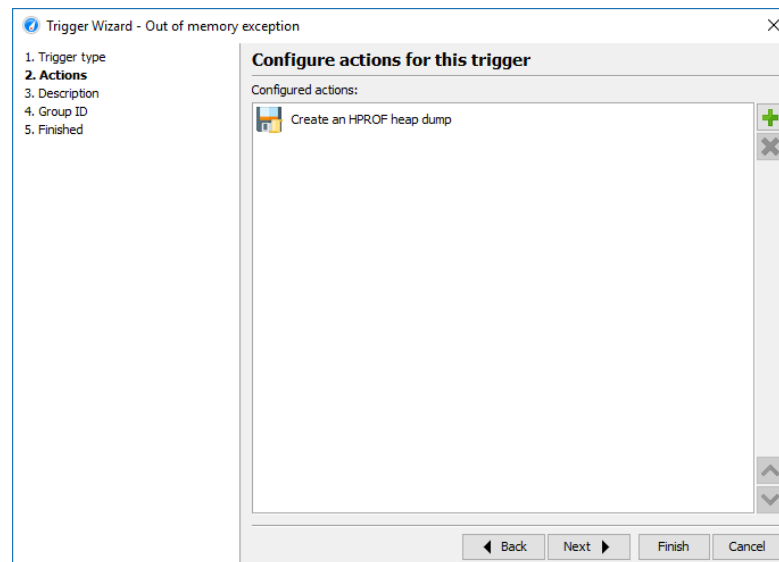 Trigger Wizard - Out of memory exception
1. Trigger type
2. Actions
3. Description
4. Group ID
5. Finished
Configure actions for this trigger
Configured actions:
Create an HPROF heap dump
Back
Next
Finish
Cancel